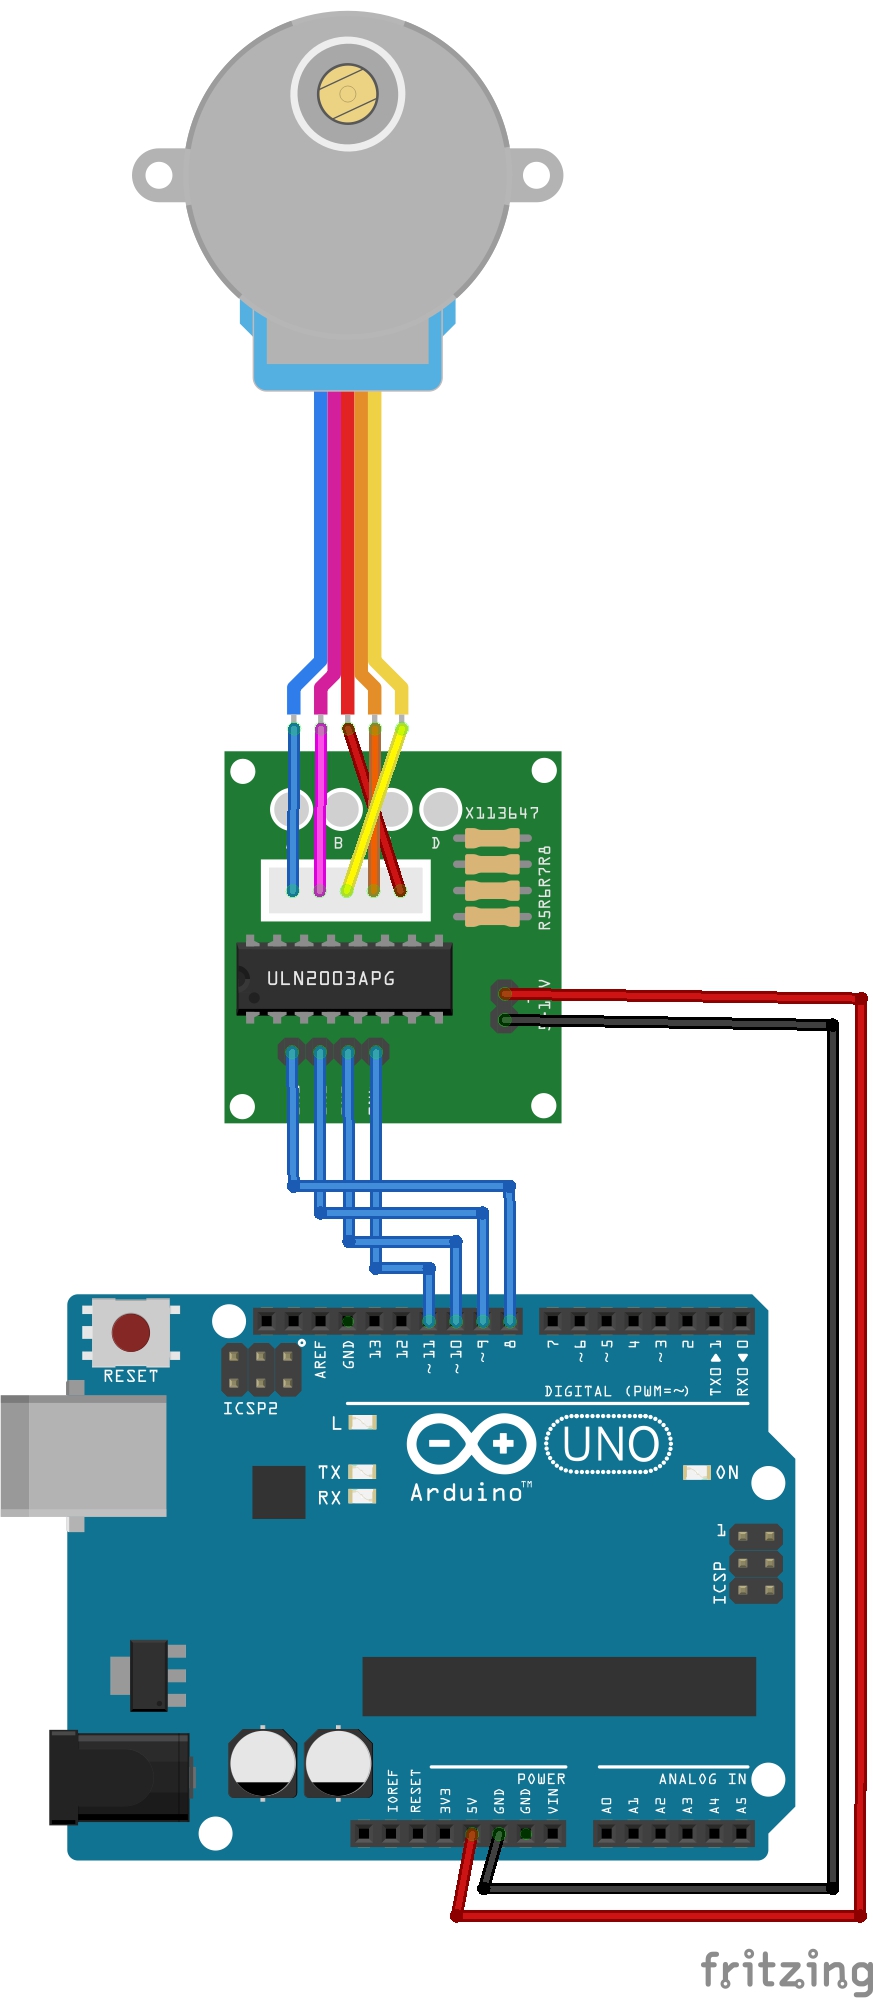 X113647
B
D
R5R6R7R8
ULN2003APG
RESET
ICSP2
AREF
GND
13
12
~11
~10
~9
8
7
~6
~5
4
~3
2
TX0▶1
RX0◀0
DIGITAL (PWM=~)
L
TX
RX
Arduino™
UNO
ON
1
ICSP
IOREF
RESET
3V3
5V
GND
GND
VIN
POWER
ANALOG IN
A0
A1
A2
A3
A4
A5
fritzing